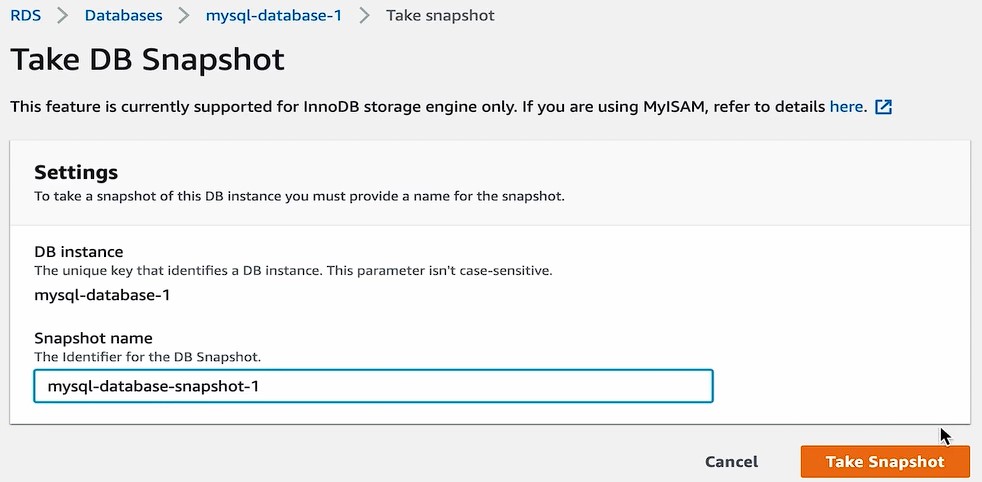 RDS > Databases > mysql-database-1 > Take snapshot
Take DB Snapshot
This feature is currently supported for InnoDB storage engine only. If you are using MyISAM, refer to details here.
Settings
To take a snapshot of this DB instance you must provide a name for the snapshot.
DB instance
The unique key that identifies a DB instance. This parameter isn't case-sensitive.
mysql-database-1
Snapshot name
The Identifier for the DB Snapshot.
mysql-database-snapshot-1
Cancel Take Snapshot